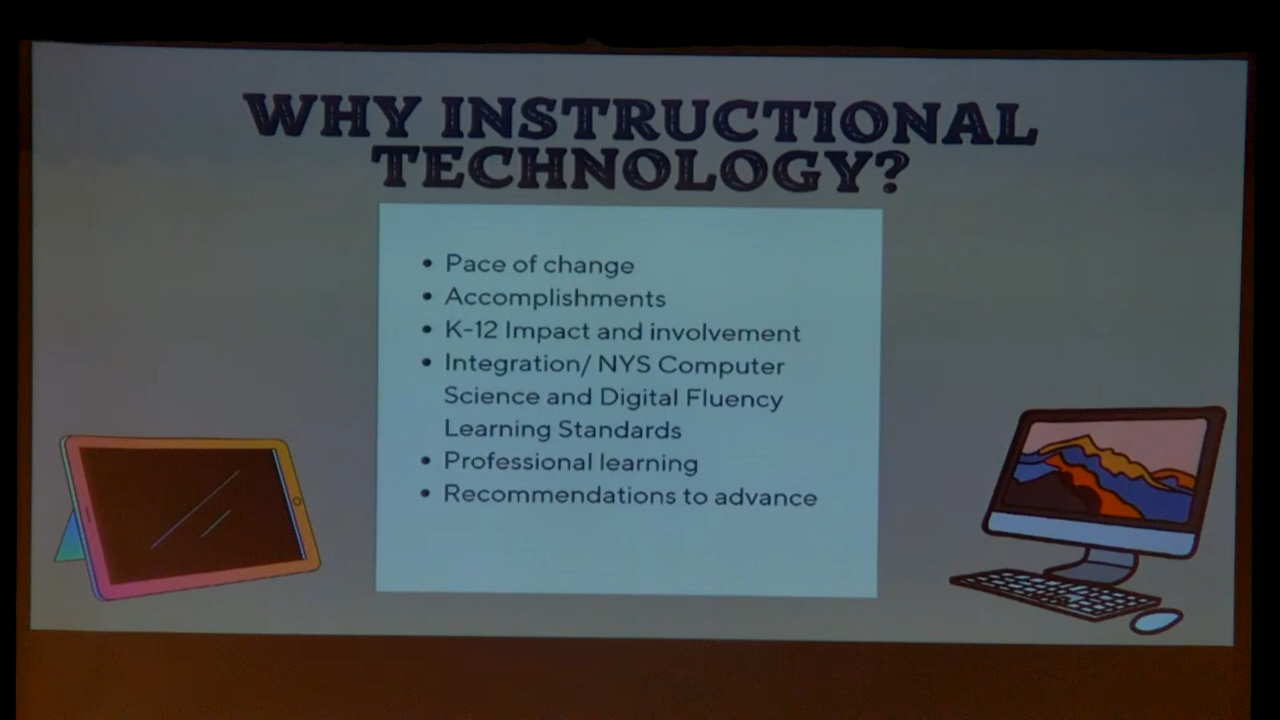 WHY INSTRUCTIONAL
TECHNOLOGY?
• Pace of change
• Accomplishments
• K-12 Impact and involvement
• Integration/ NYS Computer
Science and Digital Fluency
Learning Standards
• Professional learning
• Recommendations to advance